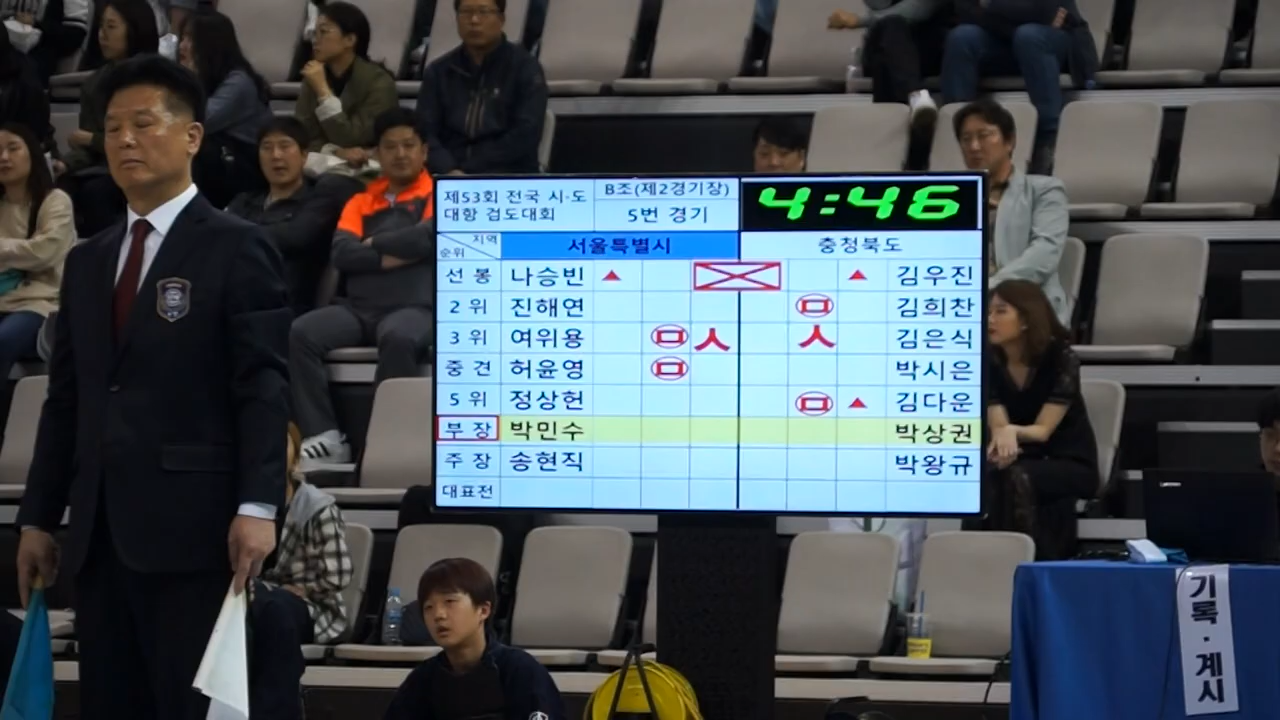 제53회 전국 시·도
대항 검도대회
B조(제2경기장)
5번 경기
4:46
지역
순위
서울특별시
충청북도
선 봉 나승빈 ▲ ▲ 김우진
2 위 진해연 ㅁ 김희찬
3 위 여위용 ㅁ ㅅ ㅅ 김은식
중 견 허윤영 ㅁ 박시은
5 위 정상헌 ㅁ ▲ 김다운
부 장 박민수 박상권
주 장 송현직 박왕규
대표전
기록·계시